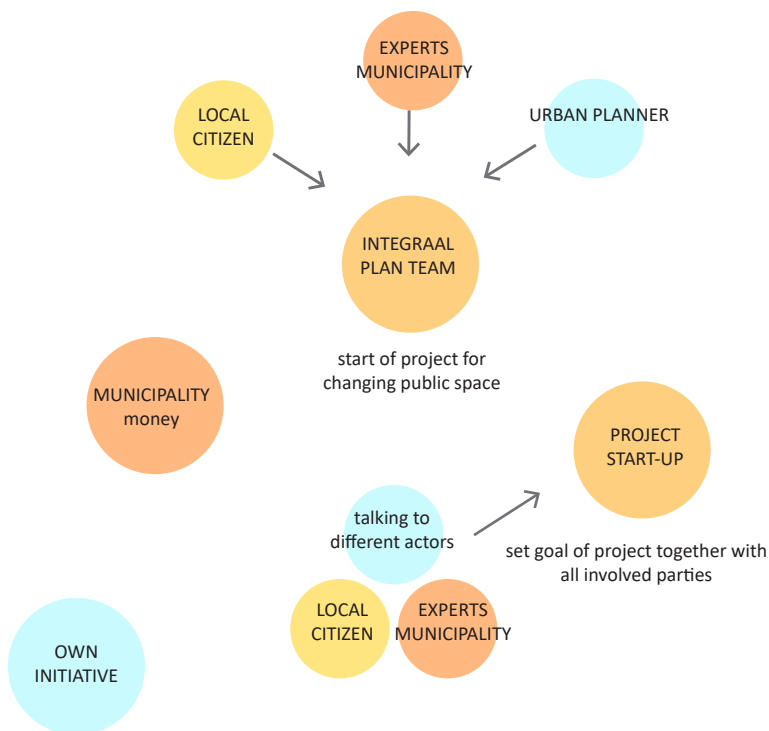 EXPERTS
MUNICIPALITY
LOCAL
CITIZEN
URBAN PLANNER
INTEGRAAL
PLAN TEAM
start of project for
changing public space
MUNICIPALITY
money
PROJECT
START-UP
talking to
different actors
set goal of project together with
all involved parties
LOCAL
CITIZEN
EXPERTS
MUNICIPALITY
OWN
INITIATIVE